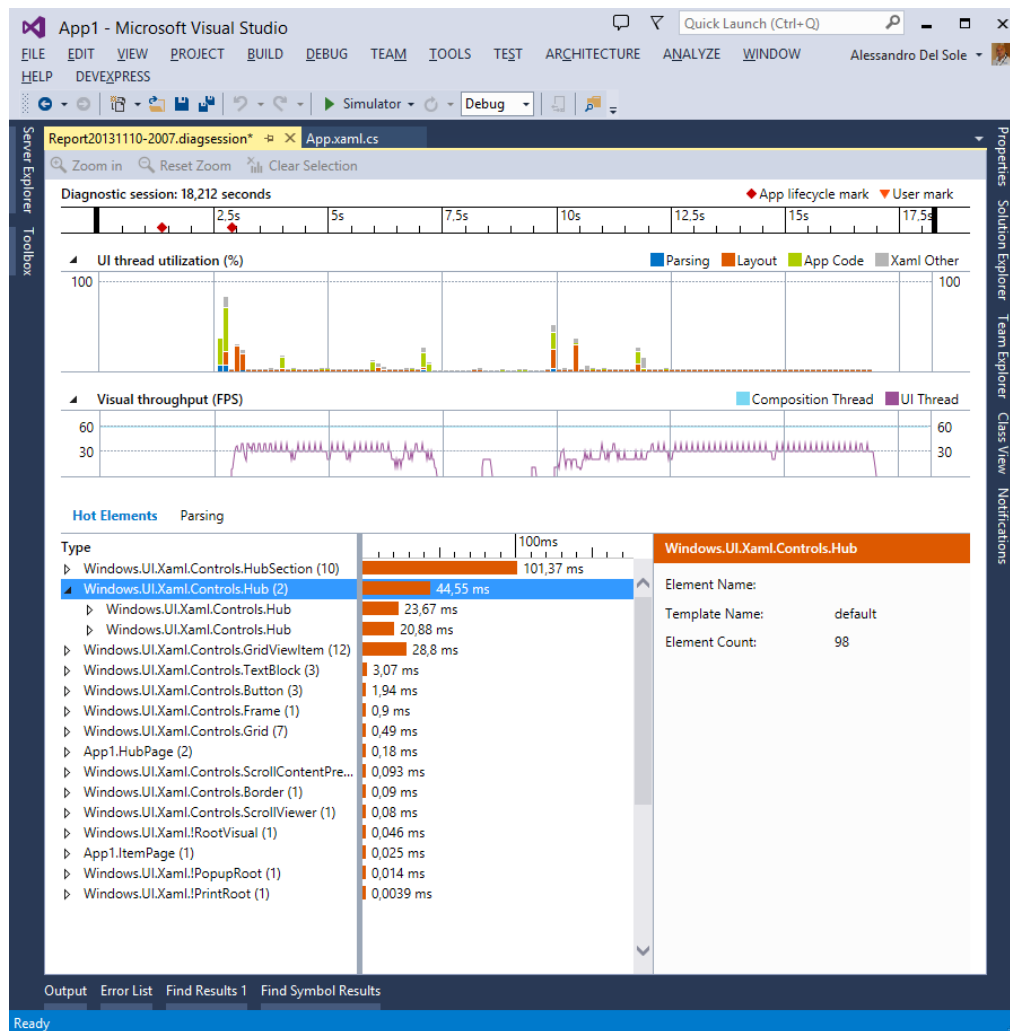 App1 - Microsoft Visual Studio
Quick Launch (Ctrl+Q)
FILE EDIT VIEW PROJECT BUILD DEBUG TEAM TOOLS TEST ARCHITECTURE ANALYZE WINDOW Alessandro Del Sole
HELP DEVEXPRESS
Simulator Debug
Server Explorer
Toolbox
Report20131110-2007.diagsession* App.xaml.cs
Zoom in Reset Zoom Clear Selection
Diagnostic session: 18,212 seconds App lifecycle mark User mark
2,5s 5s 7,5s 10s 12,5s 15s 17,5s
UI thread utilization (%) Parsing Layout App Code Xaml Other
100 100
Visual throughput (FPS) Composition Thread UI Thread
60 60
30 30
Hot Elements Parsing
Type 100ms
Windows.UI.Xaml.Controls.HubSection (10) 101,37 ms
Windows.UI.Xaml.Controls.Hub (2) 44,55 ms
Windows.UI.Xaml.Controls.Hub 23,67 ms
Windows.UI.Xaml.Controls.Hub 20,88 ms
Windows.UI.Xaml.Controls.GridViewItem (12) 28,8 ms
Windows.UI.Xaml.Controls.TextBlock (3) 3,07 ms
Windows.UI.Xaml.Controls.Button (3) 1,94 ms
Windows.UI.Xaml.Controls.Frame (1) 0,9 ms
Windows.UI.Xaml.Controls.Grid (7) 0,49 ms
App1.HubPage (2) 0,18 ms
Windows.UI.Xaml.Controls.ScrollContentPre... 0,093 ms
Windows.UI.Xaml.Controls.Border (1) 0,09 ms
Windows.UI.Xaml.Controls.ScrollViewer (1) 0,08 ms
Windows.UI.Xaml.!RootVisual (1) 0,046 ms
App1.ItemPage (1) 0,025 ms
Windows.UI.Xaml.!PopupRoot (1) 0,014 ms
Windows.UI.Xaml.!PrintRoot (1) 0,0039 ms
Windows.UI.Xaml.Controls.Hub
Element Name:
Template Name: default
Element Count: 98
Properties
Solution Explorer
Team Explorer
Class View
Notifications
Output Error List Find Results 1 Find Symbol Results
Ready